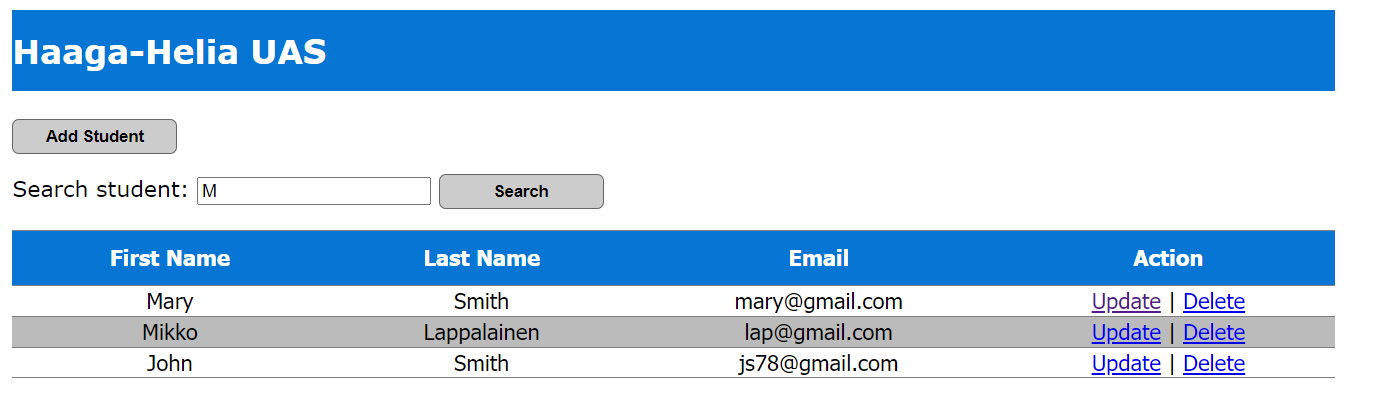 Haaga-Helia UAS
Add Student
Search student: M Search
First Name Last Name Email Action
Mary Smith mary@gmail.com Update | Delete
Mikko Lappalainen lap@gmail.com Update | Delete
John Smith js78@gmail.com Update | Delete